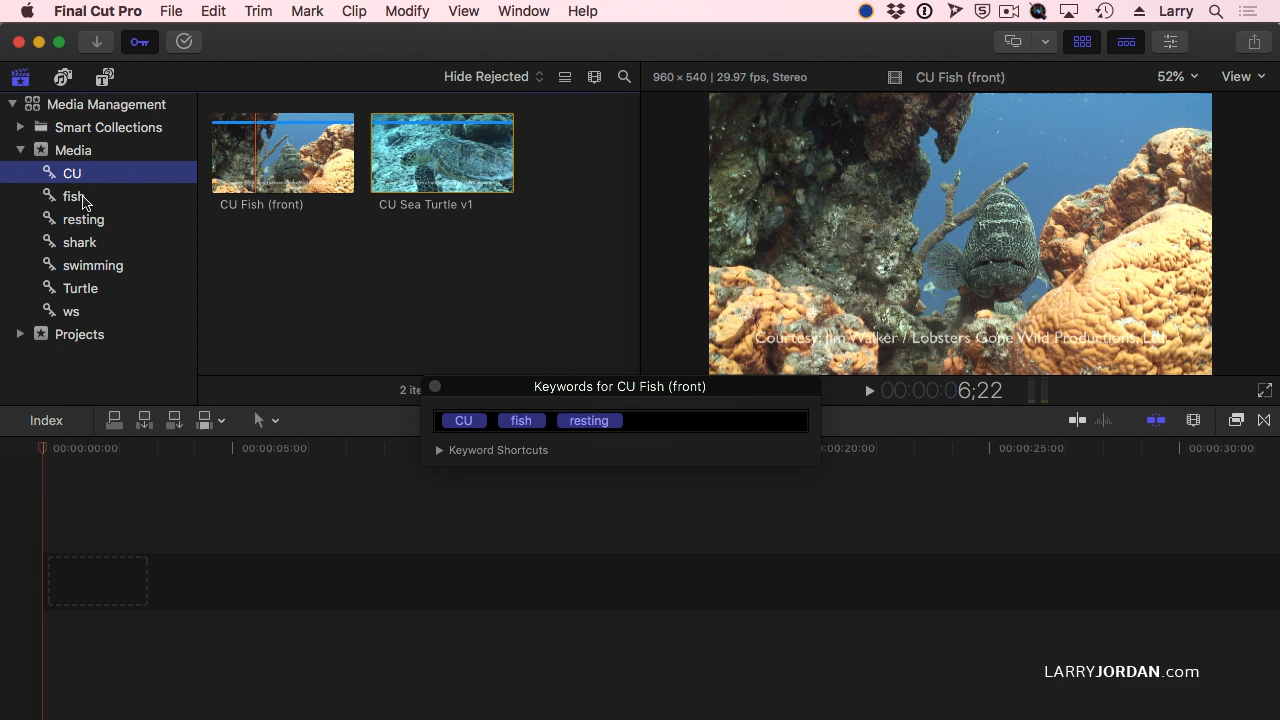 Final Cut Pro File Edit Trim Mark Clip Modify View Window Help Larry
Hide Rejected
960 × 540 | 29.97 fps, Stereo
CU Fish (front)
52%
View
Media Management
Smart Collections
Media
CU
fish
resting
shark
swimming
Turtle
ws
Projects
CU Fish (front)
CU Sea Turtle v1
Courtesy: Jim Walker / Lobsters Gone Wild Productions, Ltd.
2 ite
Keywords for CU Fish (front)
00:00:06;22
CU fish resting
Keyword Shortcuts
Index
00:00:00:00
00:00:05:00
:00:20:00
00:00:25:00
00:00:30:00
LARRYJORDAN.com